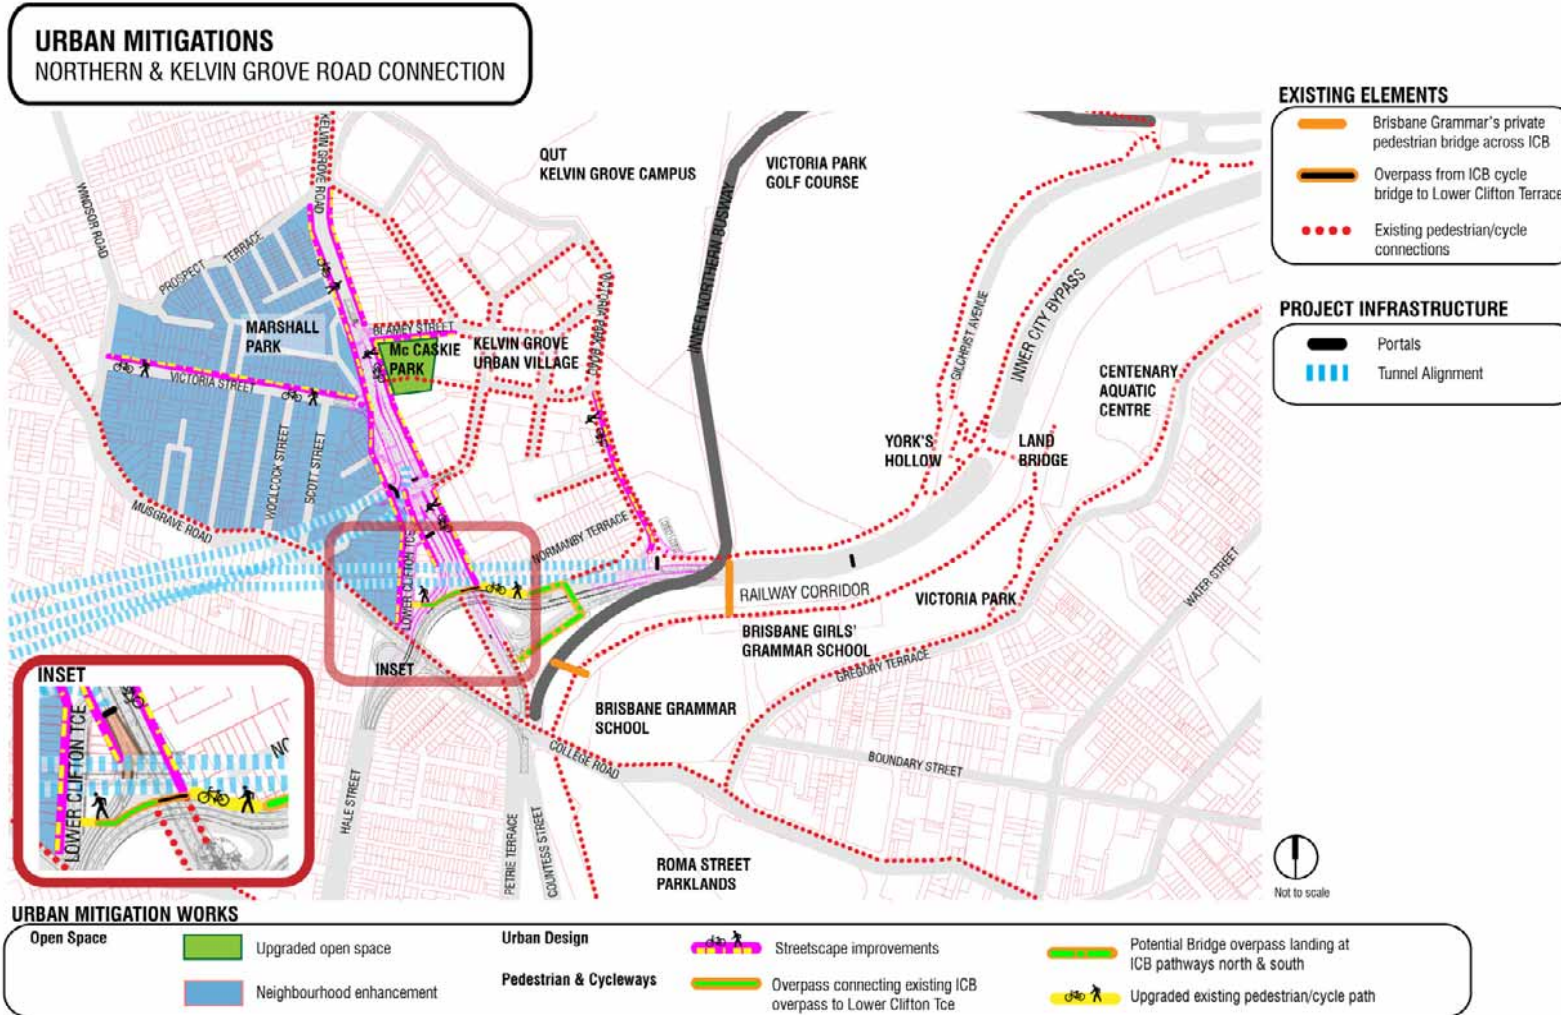 URBAN MITIGATIONS
NORTHERN & KELVIN GROVE ROAD CONNECTION
EXISTING ELEMENTS
Brisbane Grammar's private
pedestrian bridge across ICB
Overpass from ICB cycle
bridge to Lower Clifton Terrace
Existing pedestrian/cycle
connections
PROJECT INFRASTRUCTURE
Portals
Tunnel Alignment
KELVIN GROVE ROAD
QUT
KELVIN GROVE CAMPUS
VICTORIA PARK
GOLF COURSE
WINDSOR ROAD
PROSPECT TERRACE
INNER NORTHERN BUSWAY
VICTORIA PARK ROAD
GILCHRIST AVENUE
INNER CITY BYPASS
MARSHALL
PARK
BLAMEY STREET
Mc CASKIE
PARK
KELVIN GROVE
URBAN VILLAGE
CENTENARY
AQUATIC
CENTRE
VICTORIA STREET
WOOLCOCK STREET
SCOTT STREET
YORK'S
HOLLOW
LAND
BRIDGE
MUSGRAVE ROAD
NORMANBY TERRACE
LOWER CLIFTON TCE
RAILWAY CORRIDOR
VICTORIA PARK
WATER STREET
BRISBANE GIRLS'
GRAMMAR SCHOOL
GREGORY TERRACE
INSET
INSET
LOWER CLIFTON TCE
BRISBANE GRAMMAR
SCHOOL
COLLEGE ROAD
BOUNDARY STREET
HALE STREET
PETRIE TERRACE
COUNTESS STREET
ROMA STREET
PARKLANDS
Not to scale
URBAN MITIGATION WORKS
Open Space
Upgraded open space
Neighbourhood enhancement
Urban Design
Streetscape improvements
Pedestrian & Cycleways
Overpass connecting existing ICB
overpass to Lower Clifton Tce
Potential Bridge overpass landing at
ICB pathways north & south
Upgraded existing pedestrian/cycle path